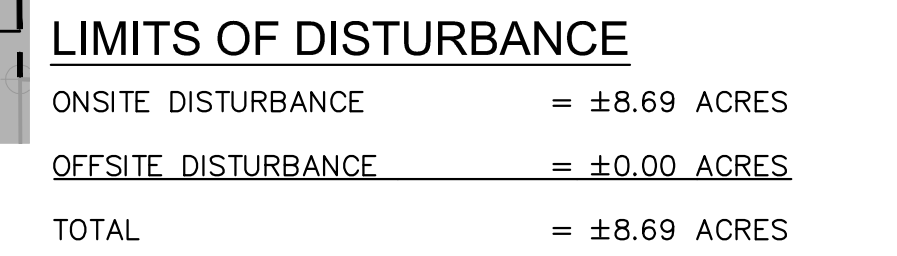 LIMITS OF DISTURBANCE
ONSITE DISTURBANCE = ±8.69 ACRES
OFFSITE DISTURBANCE = ±0.00 ACRES
TOTAL = ±8.69 ACRES